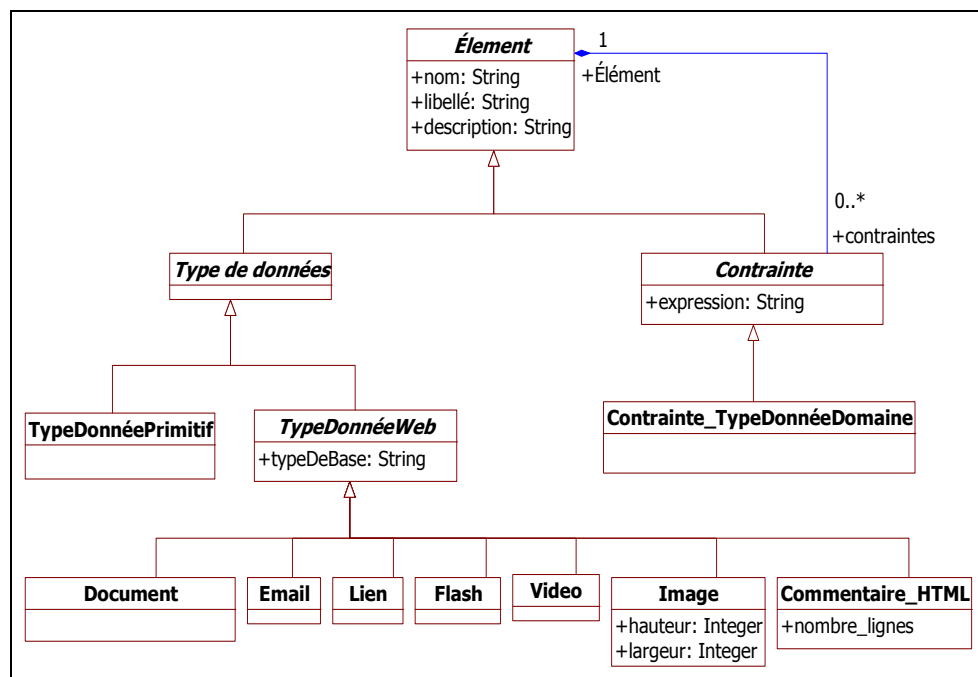 Élement
+nom: String
+libellé: String
+description: String
1
+Élément
0..*
+contraintes
Type de données
Contrainte
+expression: String
TypeDonnéePrimitif
TypeDonnéeWeb
+typeDeBase: String
Contrainte_TypeDonnéeDomaine
Document
Email
Lien
Flash
Video
Image
+hauteur: Integer
+largeur: Integer
Commentaire_HTML
+nombre_lignes